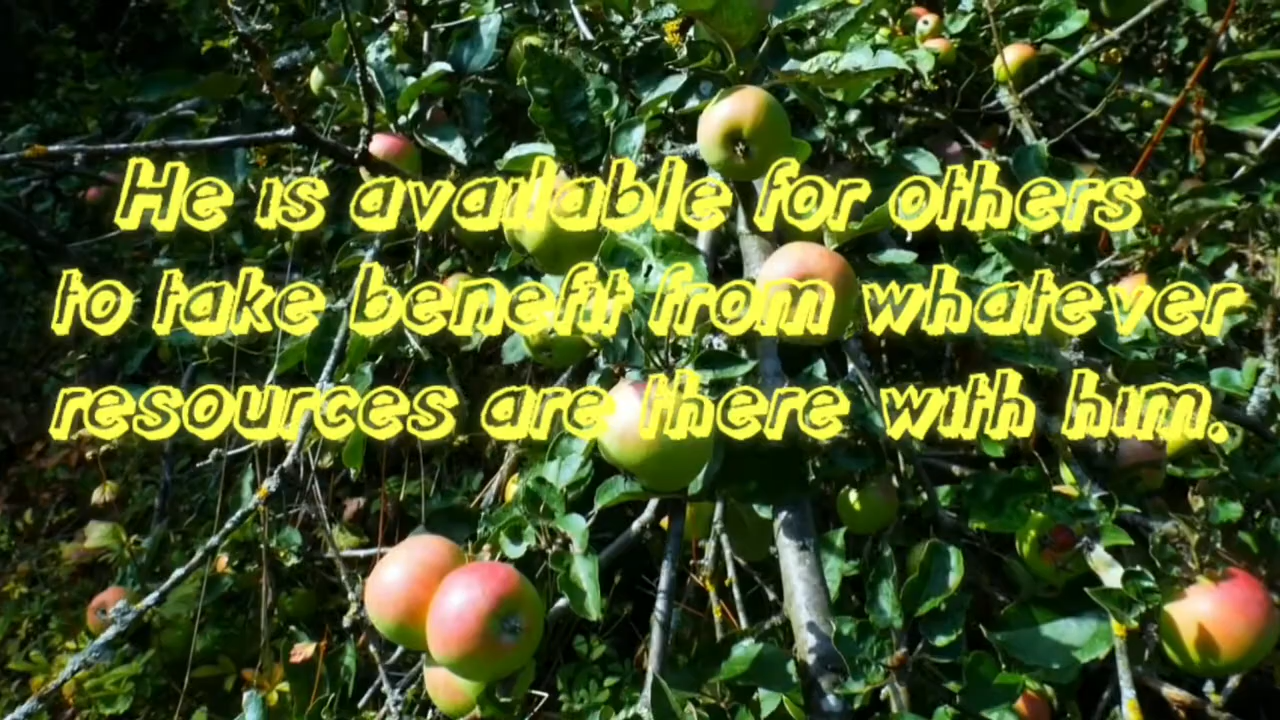 He is available for others
to take benefit from whatever
resources are there with him.